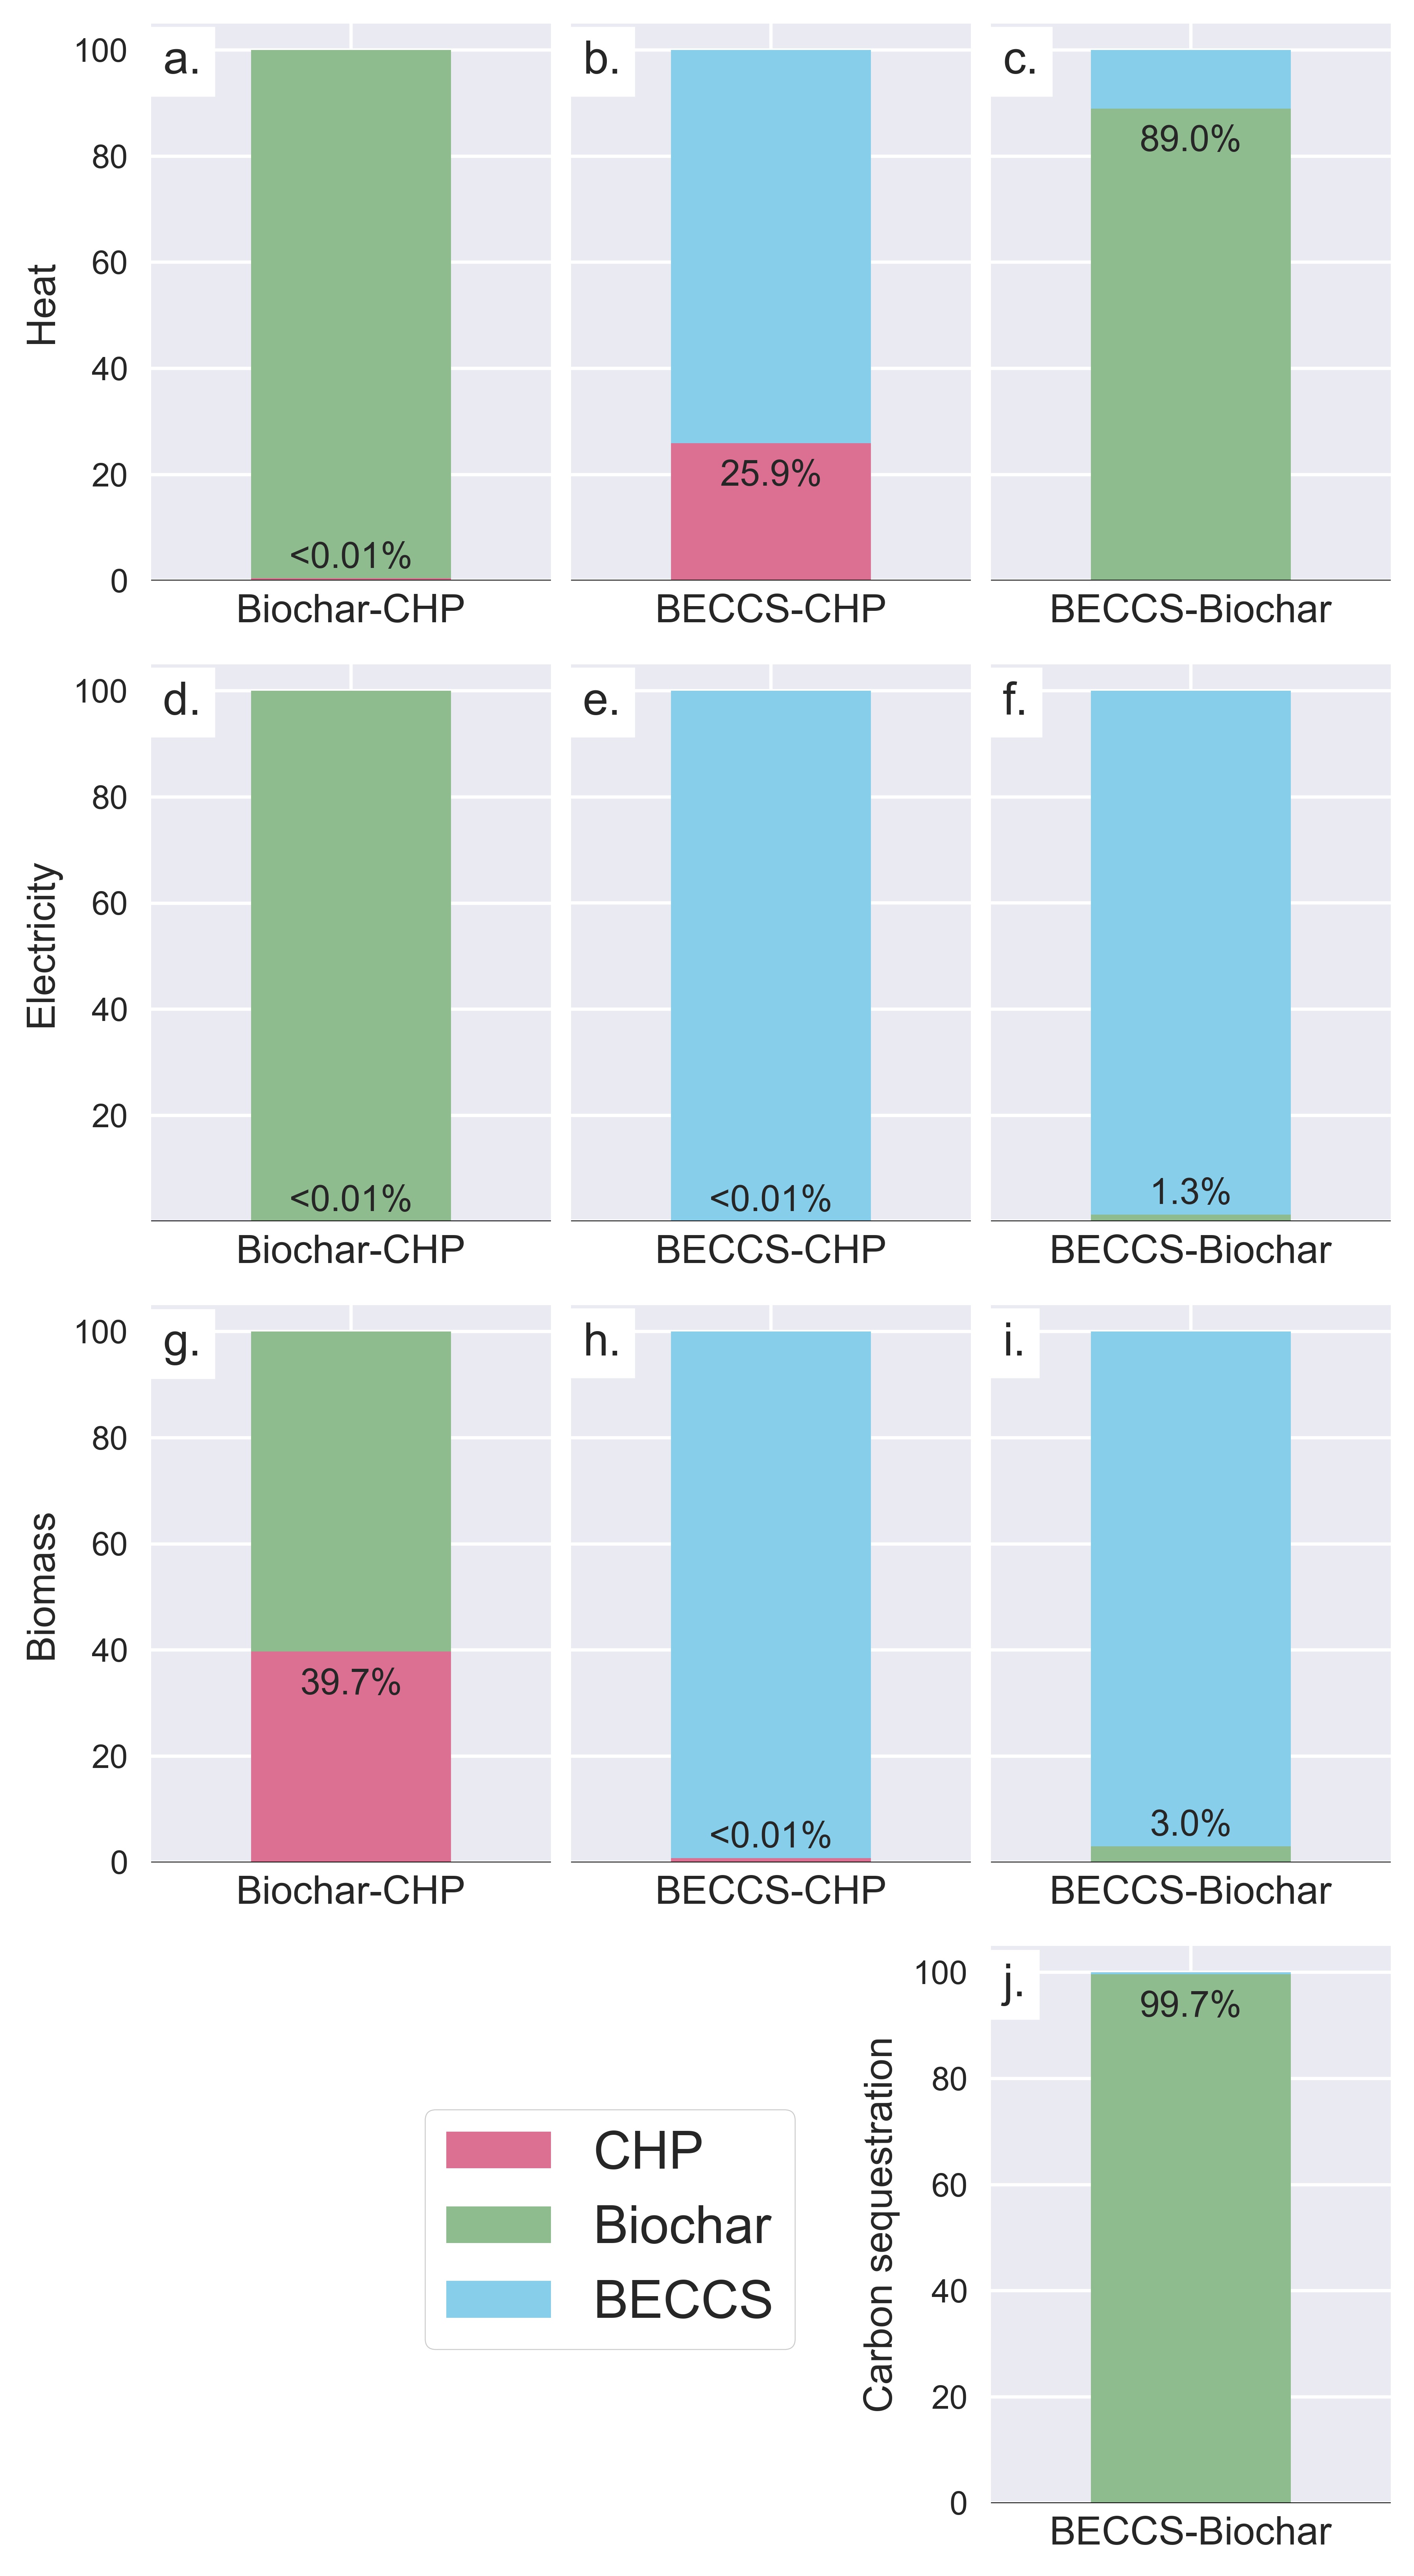 Heat
100
80
60
40
20
0
a.
<0.01%
Biochar-CHP
b.
25.9%
BECCS-CHP
c.
89.0%
BECCS-Biochar
Electricity
100
80
60
40
20
d.
<0.01%
Biochar-CHP
e.
<0.01%
BECCS-CHP
f.
1.3%
BECCS-Biochar
Biomass
100
80
60
40
20
0
g.
39.7%
Biochar-CHP
h.
<0.01%
BECCS-CHP
i.
3.0%
BECCS-Biochar
CHP
Biochar
BECCS
Carbon sequestration
100
80
60
40
20
0
j.
99.7%
BECCS-Biochar